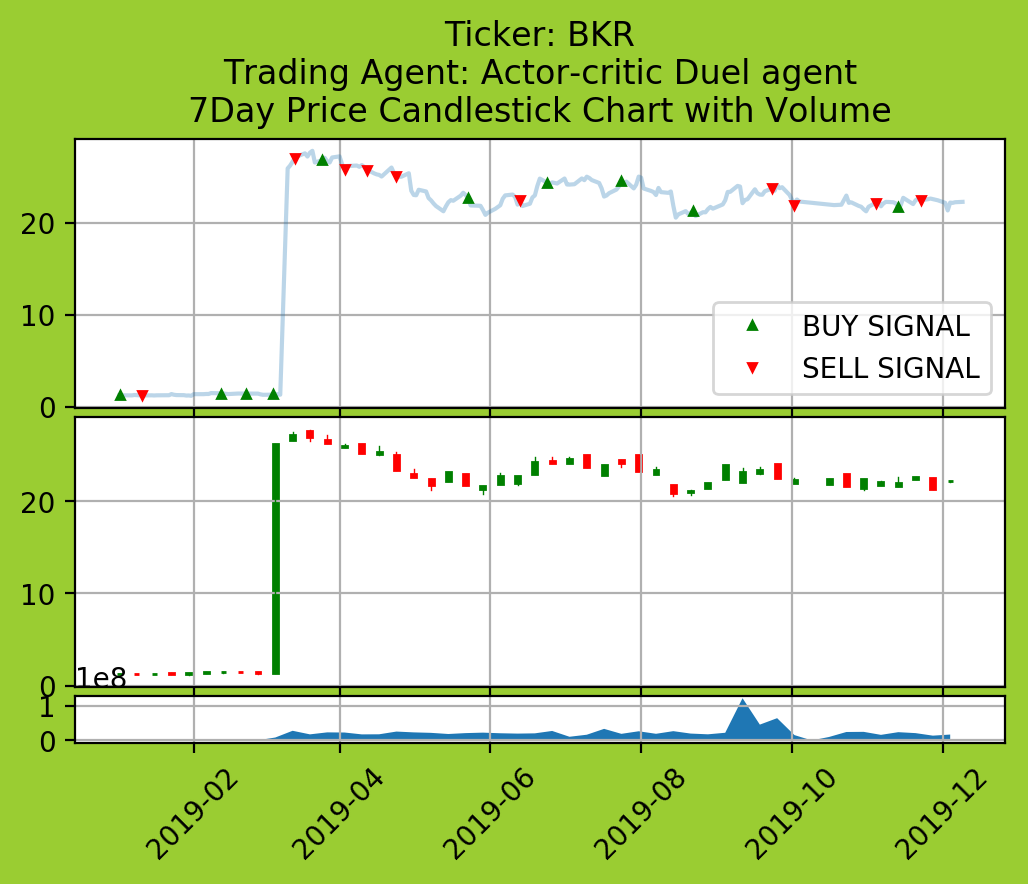 Ticker: BKR
Trading Agent: Actor-critic Duel agent
7Day Price Candlestick Chart with Volume
20
10
0
BUY SIGNAL
SELL SIGNAL
20
10
0
1e8
1
0
2019-02
2019-04
2019-06
2019-08
2019-10
2019-12